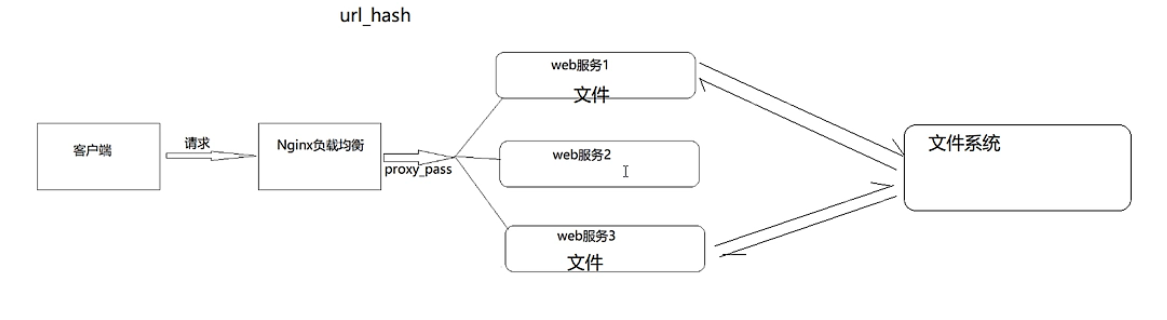 url_hash
客户端
请求
Nginx负载均衡
proxy_pass
web服务1
文件
web服务2
web服务3
文件
文件系统